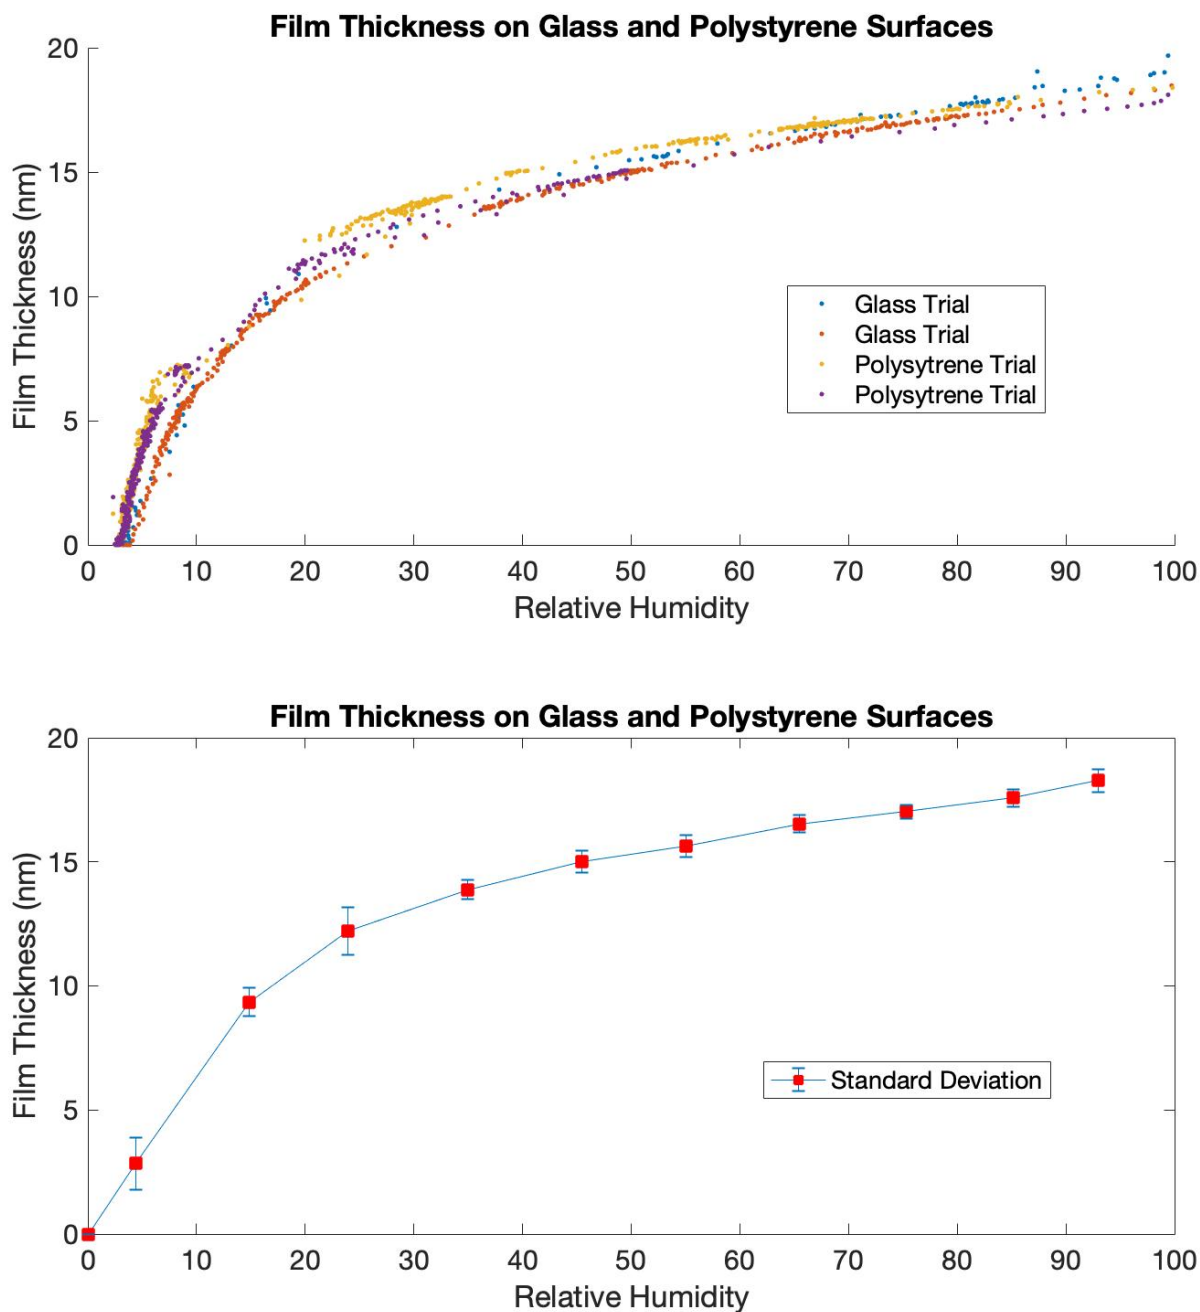 Film Thickness on Glass and Polystyrene Surfaces
20
15
10
5
0
Film Thickness (nm)
Glass Trial
Glass Trial
Polysytrene Trial
Polysytrene Trial
0 10 20 30 40 50 60 70 80 90 100
Relative Humidity
Film Thickness on Glass and Polystyrene Surfaces
20
15
10
5
0
Film Thickness (nm)
Standard Deviation
0 10 20 30 40 50 60 70 80 90 100
Relative Humidity